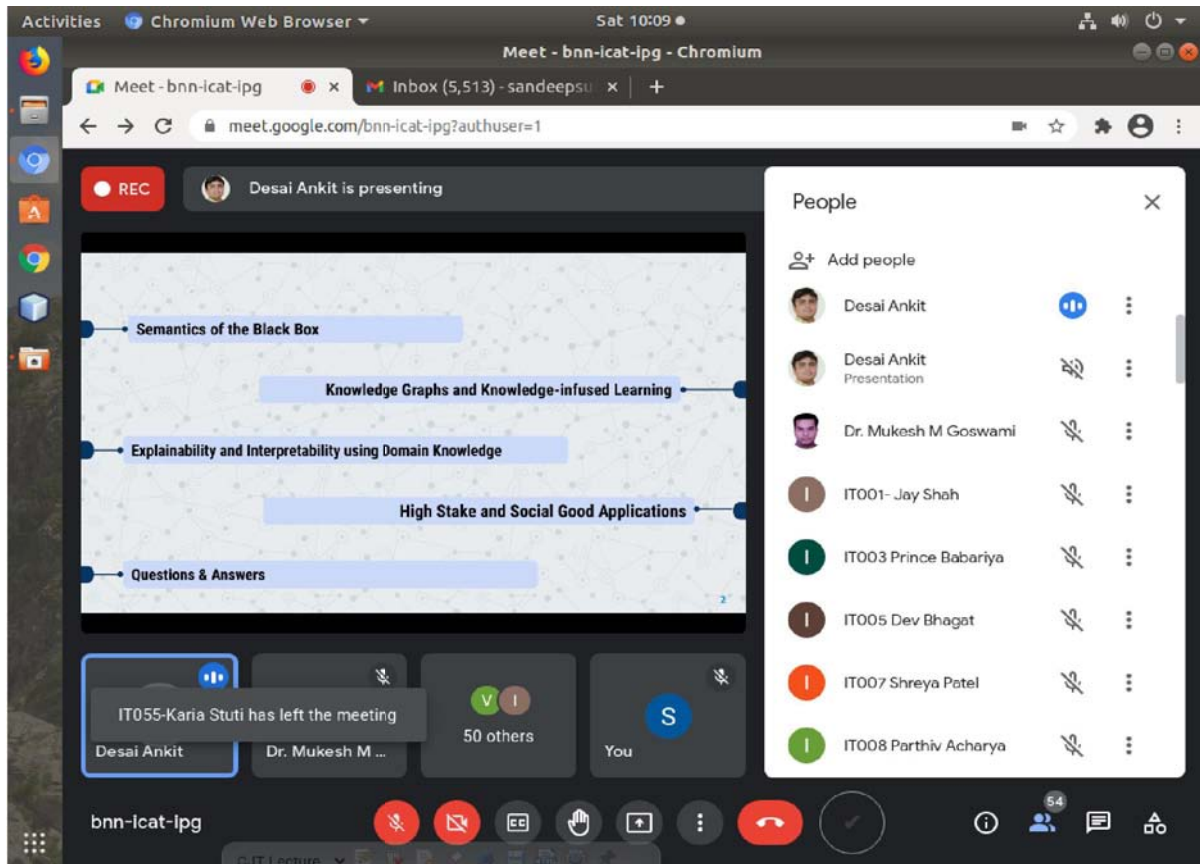 Activities Chromium Web Browser Sat 10:09
Meet - bnn-icat-ipg - Chromium
Meet - bnn-icat-ipg Inbox (5,513) - sandeepsu
meet.google.com/bnn-icat-ipg?authuser=1
REC Desai Ankit is presenting
People
Add people
Desai Ankit
Desai Ankit
Presentation
Dr. Mukesh M Goswami
IT001- Jay Shah
IT003 Prince Babariya
IT005 Dev Bhagat
IT007 Shreya Patel
IT008 Parthiv Acharya
Semantics of the Black Box
Knowledge Graphs and Knowledge-infused Learning
Explainability and Interpretability using Domain Knowledge
High Stake and Social Good Applications
Questions & Answers
2
IT055-Karia Stuti has left the meeting
Desai Ankit
Dr. Mukesh M ...
V I
50 others
S
You
bnn-icat-ipg
CC
54